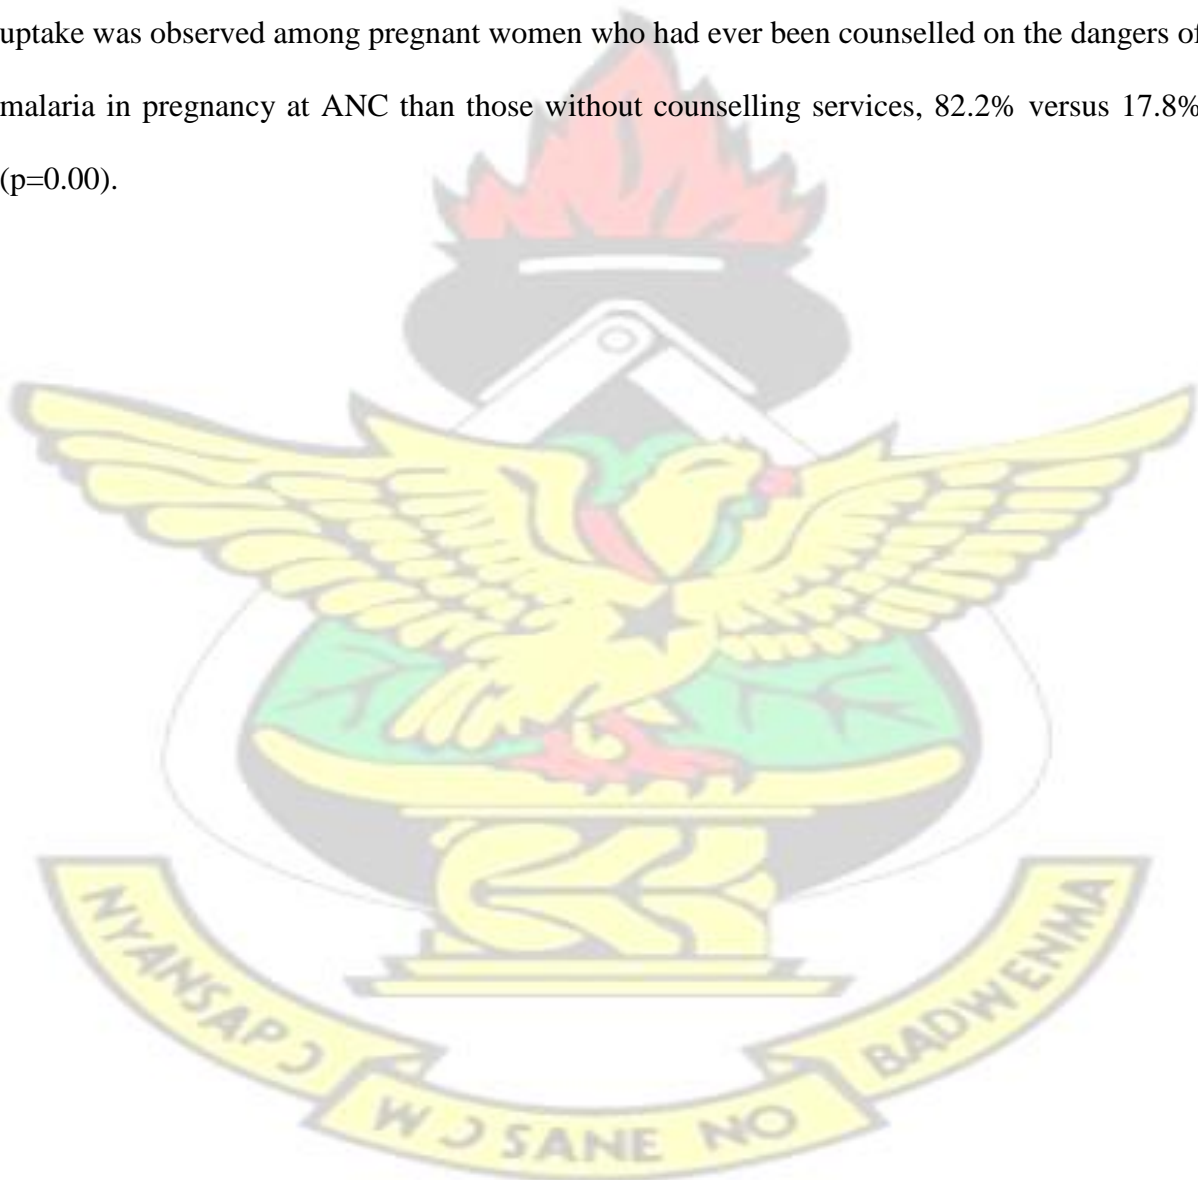 uptake was observed among pregnant women who had ever been counselled on the dangers of
malaria in pregnancy at ANC than those without counselling services, 82.2% versus 17.8%
(p=0.00).
NYANSAPƆ
WƆSANE NO
BADWENMA